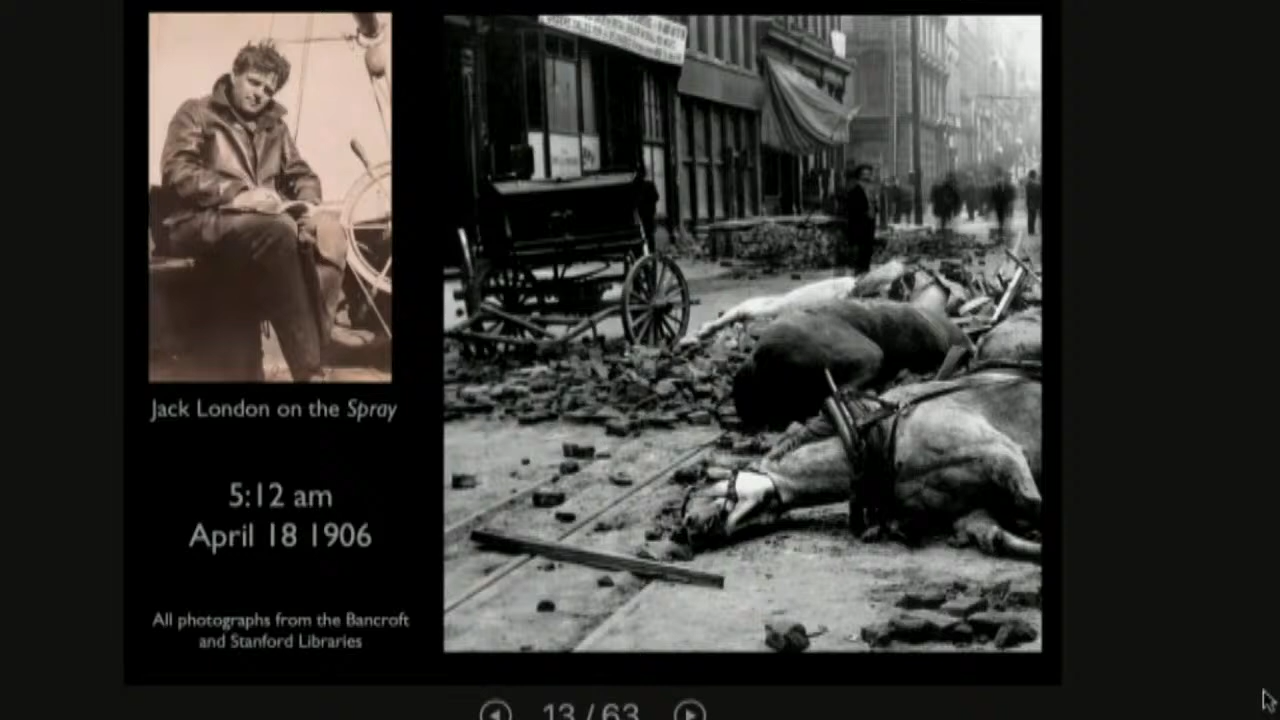 Jack London on the Spray
5:12 am
April 18 1906
All photographs from the Bancroft
and Stanford Libraries
13 / 63